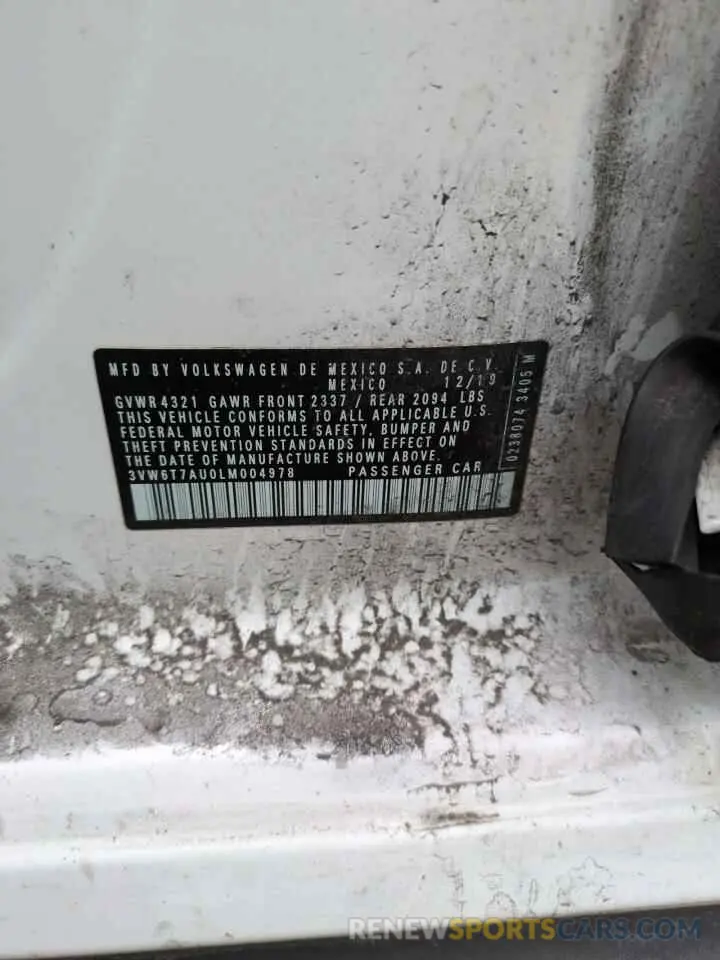 MFD BY VOLKSWAGEN DE MEXICO S.A. DE C.V.
MEXICO 12/19
GVWR 4321 GAWR FRONT 2337 / REAR 2094 LBS
THIS VEHICLE CONFORMS TO ALL APPLICABLE U.S.
FEDERAL MOTOR VEHICLE SAFETY, BUMPER AND
THEFT PREVENTION STANDARDS IN EFFECT ON
THE DATE OF MANUFACTURE SHOWN ABOVE.
3VW6T7AU0LM004978 PASSENGER CAR
0238074 3405 M
RENEWSPORTSCARS.COM